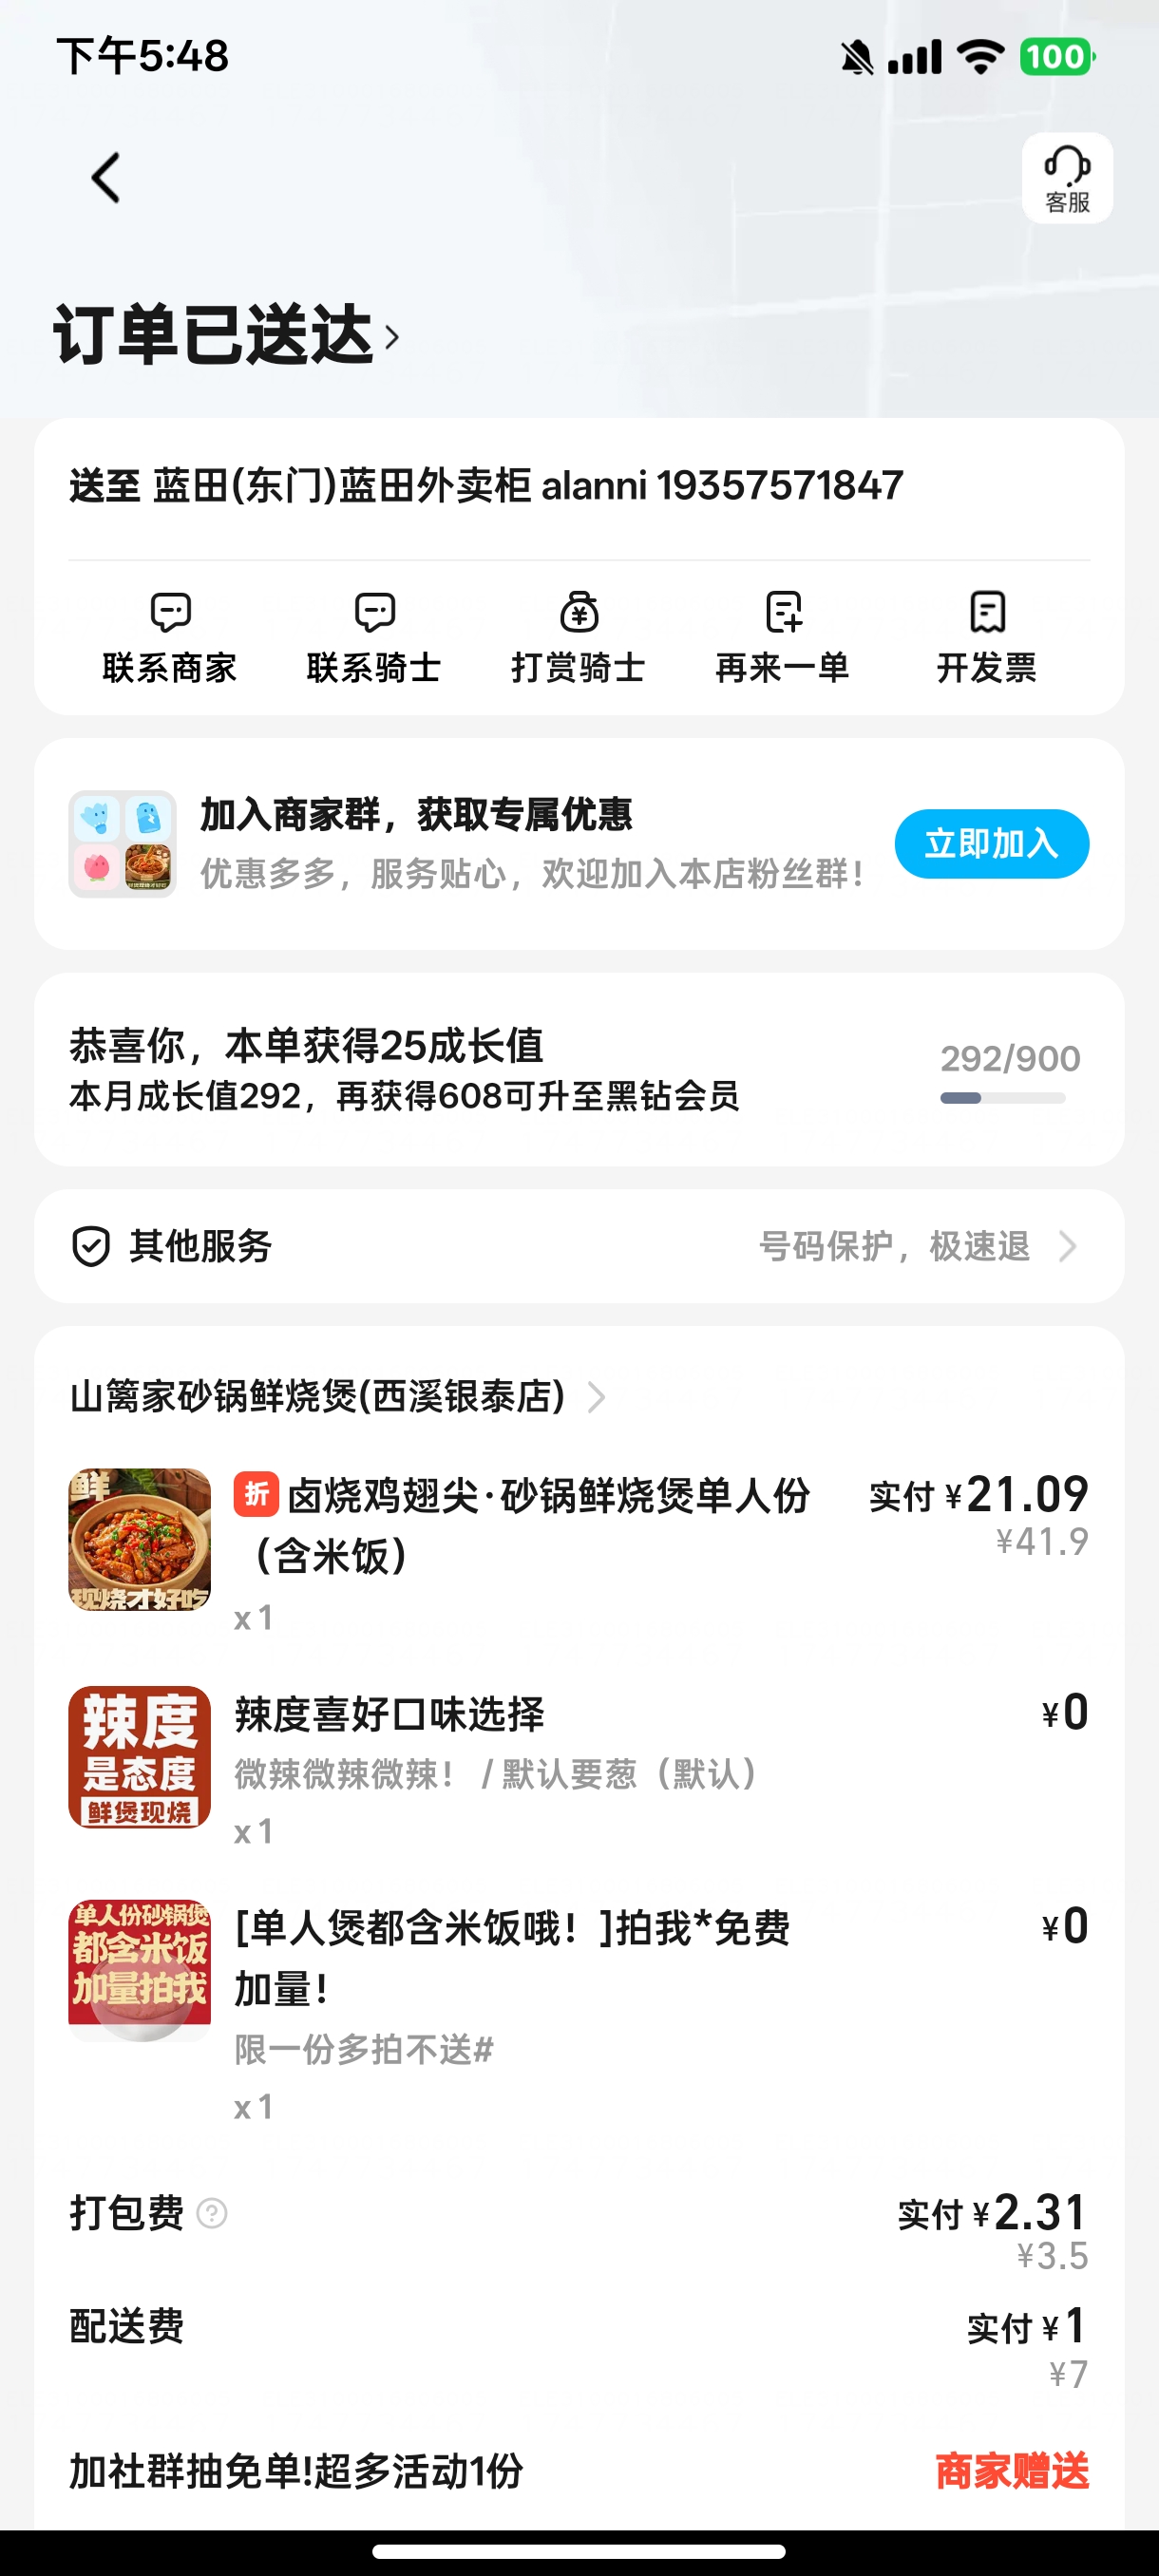 下午5:48
100
客服
订单已送达
送至 蓝田(东门)蓝田外卖柜 alanni 19357571847
联系商家 联系骑士 打赏骑士 再来一单 开发票
加入商家群，获取专属优惠
优惠多多，服务贴心，欢迎加入本店粉丝群！
立即加入
恭喜你，本单获得25成长值
292/900
本月成长值292，再获得608可升至黑钻会员
其他服务
号码保护，极速退
山篱家砂锅鲜烧煲(西溪银泰店)
鲜
现烧才好吃
折 卤烧鸡翅尖·砂锅鲜烧煲单人份
（含米饭）
实付 ¥21.09
¥41.9
x1
辣度
是态度
鲜煲现烧
辣度喜好口味选择
¥0
微辣微辣微辣！ / 默认要葱（默认）
x1
单人份砂锅煲
都含米饭
加量拍我
[单人煲都含米饭哦！]拍我*免费
加量！
¥0
限一份多拍不送#
x1
打包费 ?
实付 ¥2.31
¥3.5
配送费
实付 ¥1
¥7
加社群抽免单!超多活动1份
商家赠送